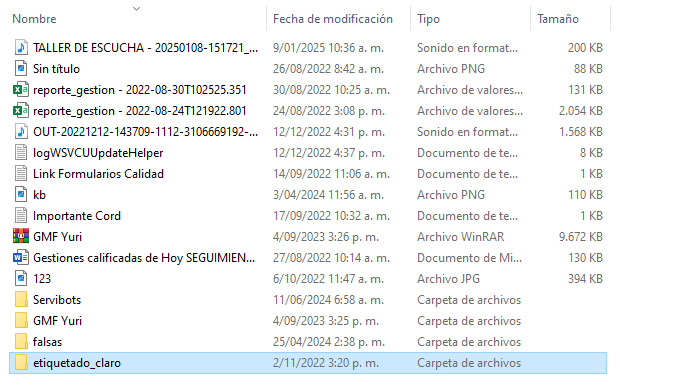 Nombre Fecha de modificación Tipo Tamaño
TALLER DE ESCUCHA - 20250108-151721_... 9/01/2025 10:36 a. m. Sonido en format... 200 KB
Sin título 26/08/2022 8:42 a. m. Archivo PNG 88 KB
reporte_gestion - 2022-08-30T102525.351 30/08/2022 10:25 a. m. Archivo de valores... 131 KB
reporte_gestion - 2022-08-24T121922.801 24/08/2022 3:08 p. m. Archivo de valores... 2.054 KB
OUT-20221212-143709-1112-3106669192-... 12/12/2022 4:31 p. m. Sonido en format... 1.568 KB
logWSVCUUpdateHelper 12/12/2022 4:37 p. m. Documento de te... 8 KB
Link Formularios Calidad 14/09/2022 11:06 a. m. Documento de te... 1 KB
kb 3/04/2024 11:56 a. m. Archivo PNG 110 KB
Importante Cord 17/09/2022 10:32 a. m. Documento de te... 1 KB
GMF Yuri 4/09/2023 3:26 p. m. Archivo WinRAR 9.672 KB
Gestiones calificadas de Hoy SEGUIMIEN... 27/08/2022 10:14 a. m. Documento de Mi... 130 KB
123 6/10/2022 11:47 a. m. Archivo JPG 394 KB
Servibots 11/06/2024 6:58 a. m. Carpeta de archivos
GMF Yuri 4/09/2023 3:25 p. m. Carpeta de archivos
falsas 25/04/2024 2:38 p. m. Carpeta de archivos
etiquetado_claro 2/11/2022 3:20 p. m. Carpeta de archivos